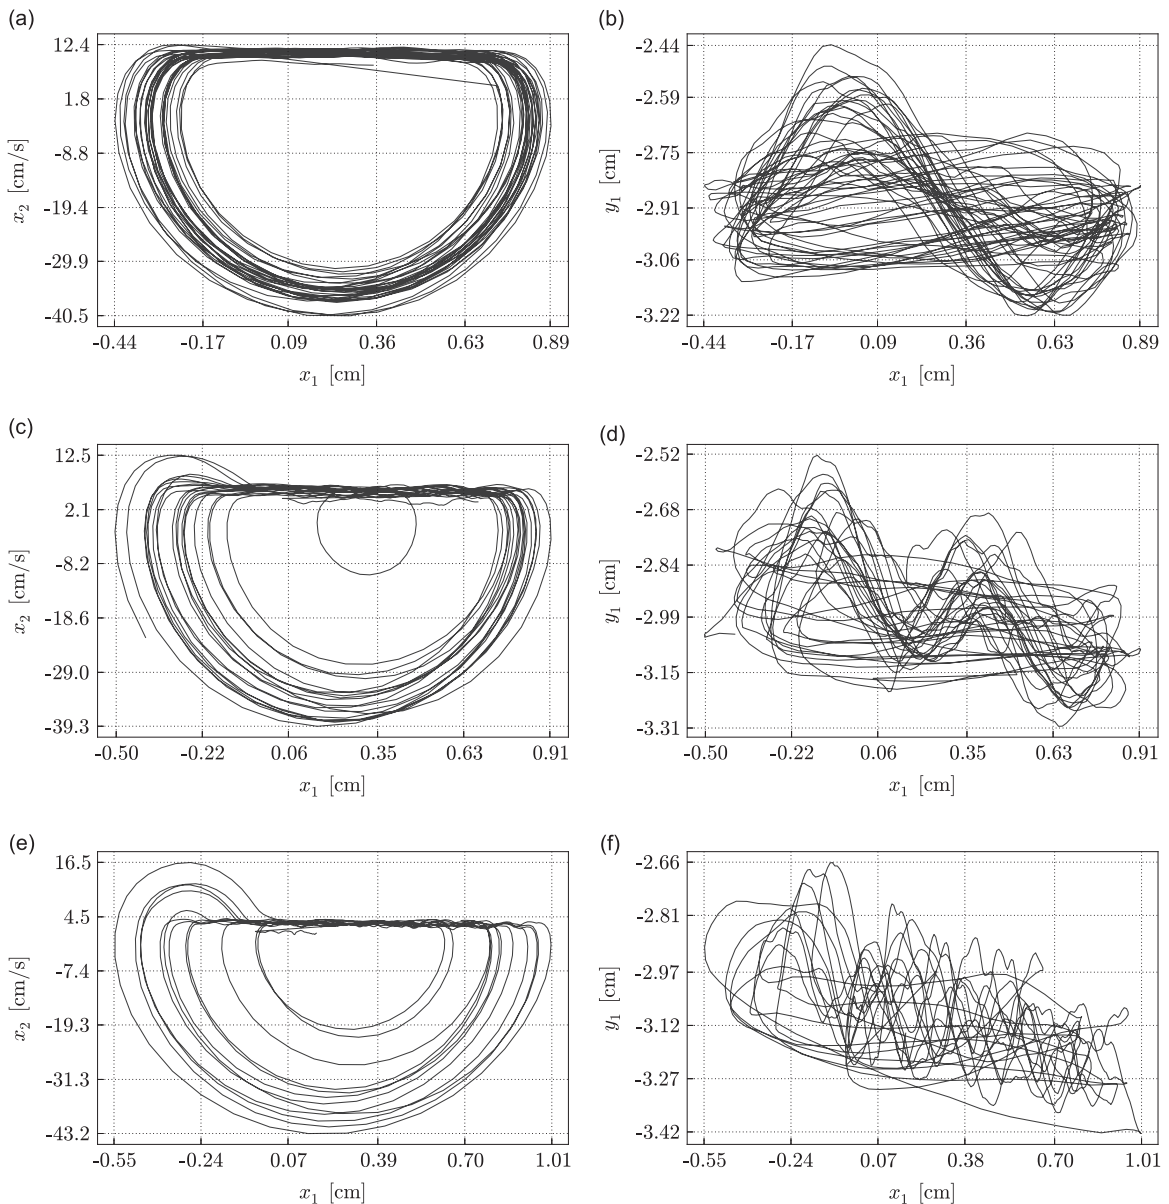 (a)
12.4
1.8
-8.8
-19.4
-29.9
-40.5
x₂ [cm/s]
-0.44 -0.17 0.09 0.36 0.63 0.89
x₁ [cm]
(b)
-2.44
-2.59
-2.75
-2.91
-3.06
-3.22
y₁ [cm]
-0.44 -0.17 0.09 0.36 0.63 0.89
x₁ [cm]
(c)
12.5
2.1
-8.2
-18.6
-29.0
-39.3
x₂ [cm/s]
-0.50 -0.22 0.06 0.35 0.63 0.91
x₁ [cm]
(d)
-2.52
-2.68
-2.84
-2.99
-3.15
-3.31
y₁ [cm]
-0.50 -0.22 0.06 0.35 0.63 0.91
x₁ [cm]
(e)
16.5
4.5
-7.4
-19.3
-31.3
-43.2
x₂ [cm/s]
-0.55 -0.24 0.07 0.39 0.70 1.01
x₁ [cm]
(f)
-2.66
-2.81
-2.97
-3.12
-3.27
-3.42
y₁ [cm]
-0.55 -0.24 0.07 0.38 0.70 1.01
x₁ [cm]